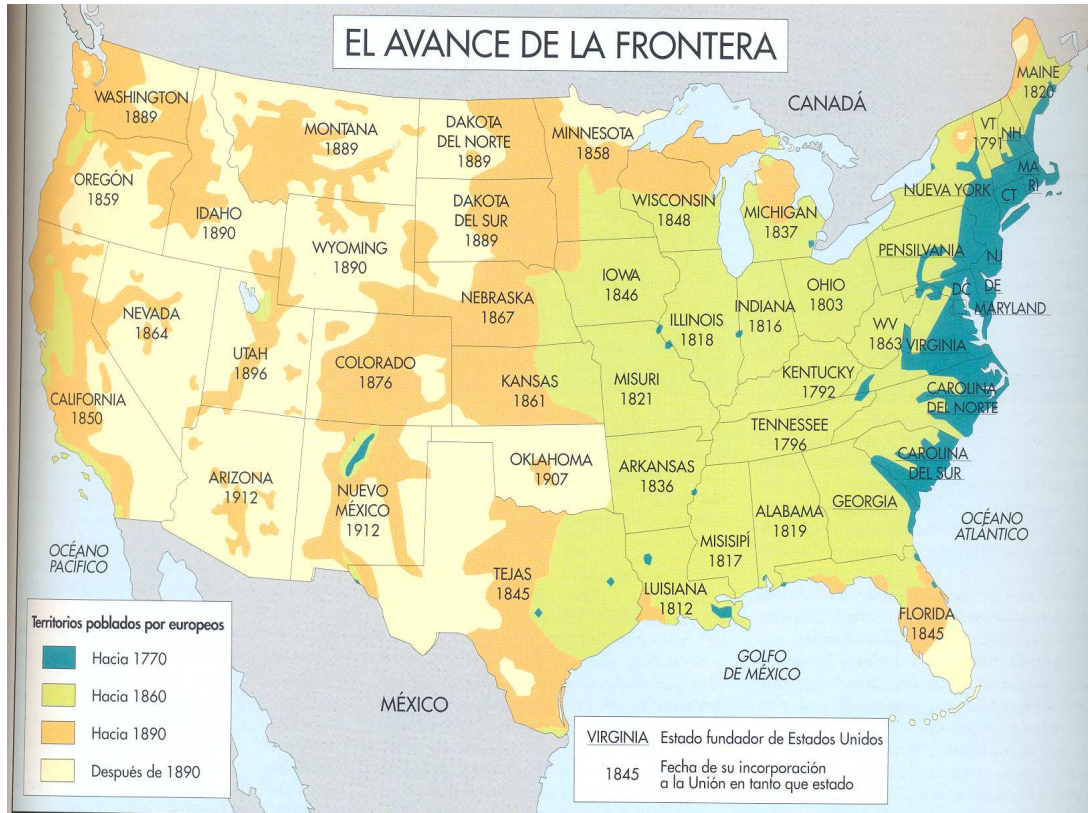 EL AVANCE DE LA FRONTERA
CANADÁ
WASHINGTON
1889
MONTANA
1889
DAKOTA
DEL NORTE
1889
MINNESOTA
1858
MAINE
1820
VT
1791
NH
MA
RI
CT
NUEVA YORK
OREGÓN
1859
IDAHO
1890
WYOMING
1890
DAKOTA
DEL SUR
1889
WISCONSIN
1848
MICHIGAN
1837
PENSILVANIA
NJ
DC
DE
MARYLAND
NEVADA
1864
UTAH
1896
COLORADO
1876
NEBRASKA
1867
IOWA
1846
ILLINOIS
1818
INDIANA
1816
OHIO
1803
WV
1863
VIRGINIA
CALIFORNIA
1850
KANSAS
1861
MISURI
1821
KENTUCKY
1792
CAROLINA
DEL NORTE
TENNESSEE
1796
ARIZONA
1912
NUEVO
MÉXICO
1912
OKLAHOMA
1907
ARKANSAS
1836
CAROLINA
DEL SUR
GEORGIA
ALABAMA
1819
MISISIPÍ
1817
TEJAS
1845
LUISIANA
1812
FLORIDA
1845
OCÉANO
PACÍFICO
OCÉANO
ATLÁNTICO
GOLFO
DE MÉXICO
MÉXICO
Territorios poblados por europeos
Hacia 1770
Hacia 1860
Hacia 1890
Después de 1890
VIRGINIA Estado fundador de Estados Unidos
1845 Fecha de su incorporación
a la Unión en tanto que estado